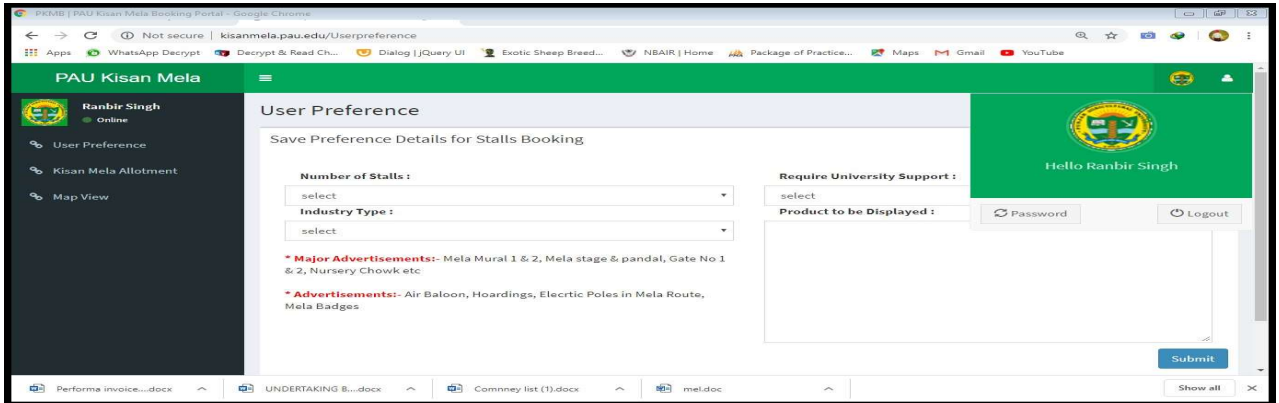 PKMB | PAU Kisan Mela Booking Portal - Google Chrome
Not secure | kisanmela.pau.edu/Userpreference
Apps WhatsApp Decrypt Decrypt & Read Ch... Dialog | jQuery UI Exotic Sheep Breed... NBAIR | Home Package of Practice... Maps Gmail YouTube
PAU Kisan Mela
Ranbir Singh
Online
User Preference
Kisan Mela Allotment
Map View
User Preference
Save Preference Details for Stalls Booking
Number of Stalls :
select
Industry Type :
select
* Major Advertisements:- Mela Mural 1 & 2, Mela stage & pandal, Gate No 1
& 2, Nursery Chowk etc
* Advertisements:- Air Baloon, Hoardings, Elecrtic Poles in Mela Route,
Mela Badges
Require University Support :
select
Product to be Displayed :
Submit
Hello Ranbir Singh
Password Logout
Performa invoice....docx UNDERTAKING B....docx Comnney list (1).docx mel.doc Show all